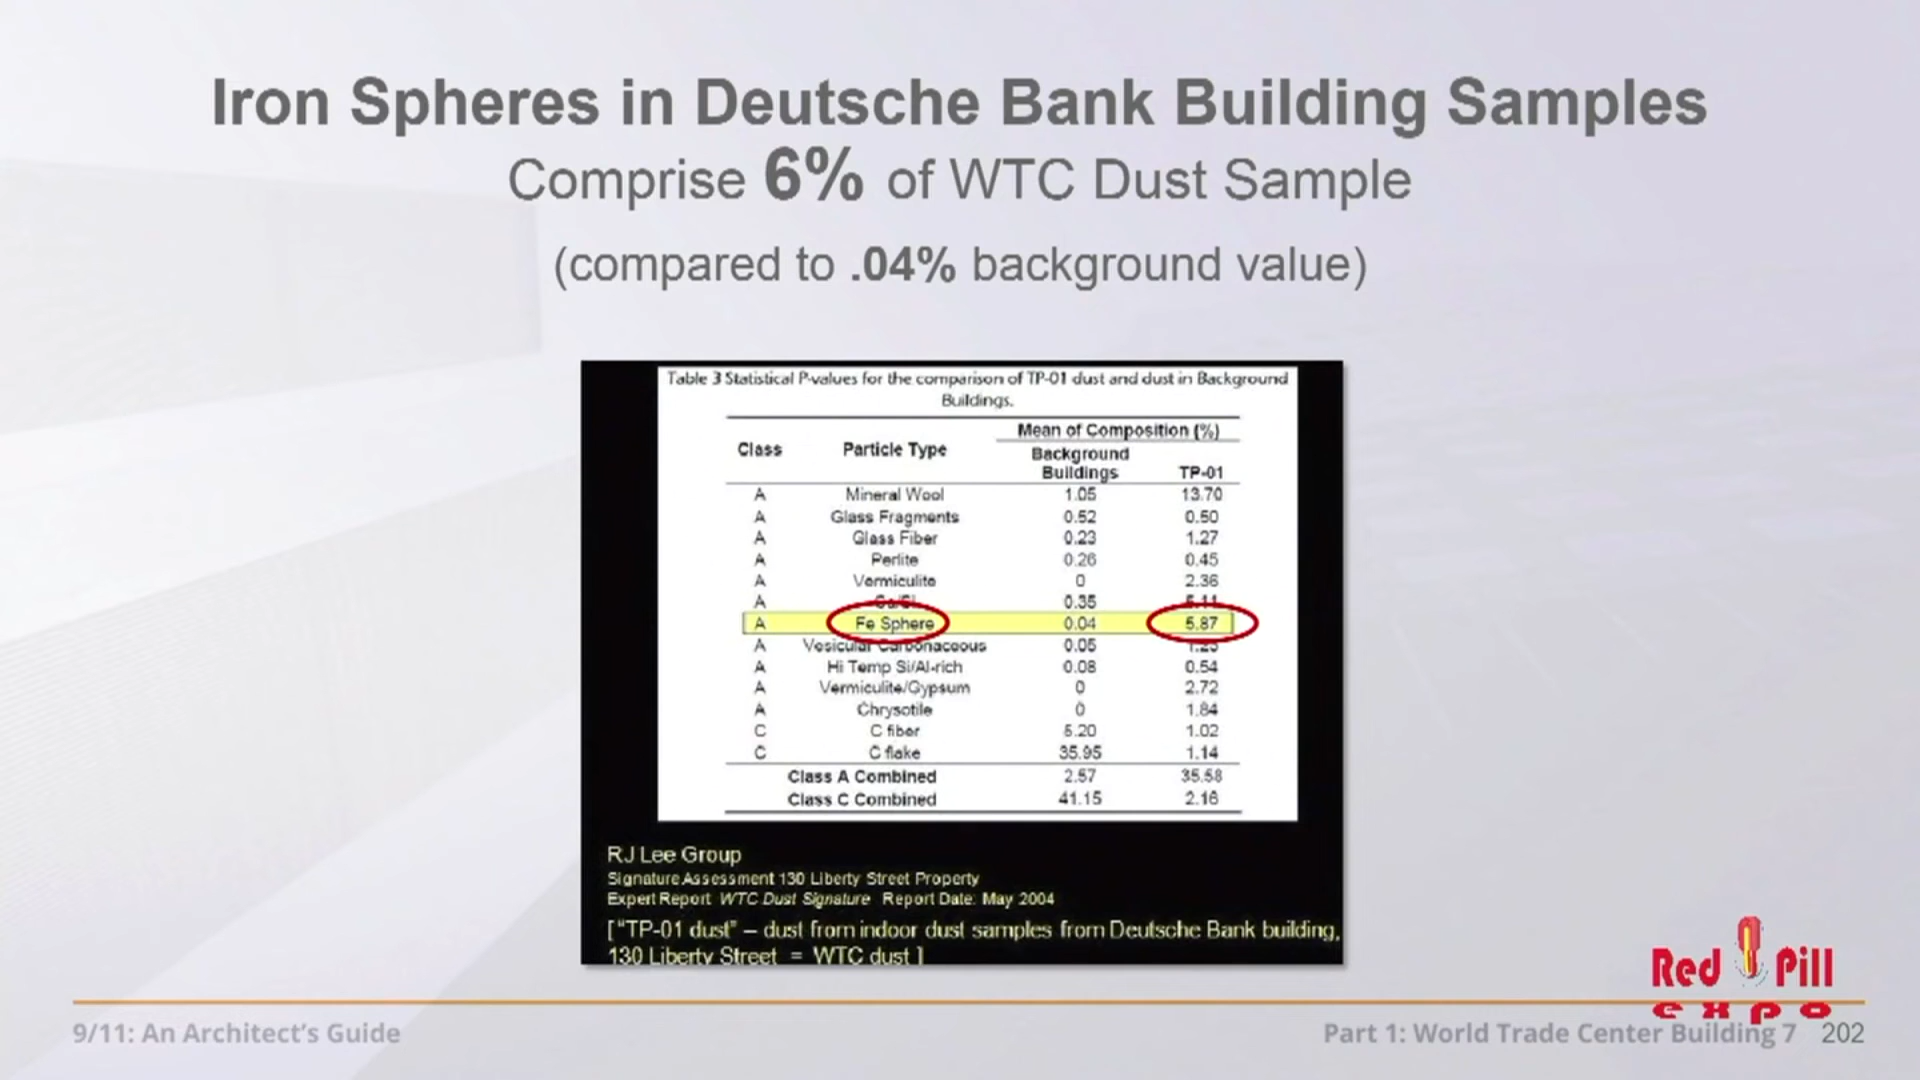 Iron Spheres in Deutsche Bank Building Samples
Comprise 6% of WTC Dust Sample
(compared to .04% background value)
Table 3 Statistical P-values for the comparison of TP-01 dust and dust in Background
Buildings.
Mean of Composition (%)
Class Particle Type Background Buildings TP-01
A Mineral Wool 1.05 13.70
A Glass Fragments 0.52 0.50
A Glass Fiber 0.23 1.27
A Perlite 0.26 0.45
A Vermiculite 0 2.36
A Ca/Si 0.35 5.11
A Fe Sphere 0.04 5.87
A Vesicular Carbonaceous 0.05 1.23
A Hi Temp Si/Al-rich 0.08 0.54
A Vermiculite/Gypsum 0 2.72
A Chrysotile 0 1.84
C C fiber 5.20 1.02
C C flake 35.95 1.14
Class A Combined 2.57 35.58
Class C Combined 41.15 2.16
RJ Lee Group
Signature Assessment 130 Liberty Street Property
Expert Report WTC Dust Signature Report Date: May 2004
["TP-01 dust" – dust from indoor dust samples from Deutsche Bank building,
130 Liberty Street = WTC dust ]
Red Pill
expo
9/11: An Architect's Guide
Part 1: World Trade Center Building 7 202